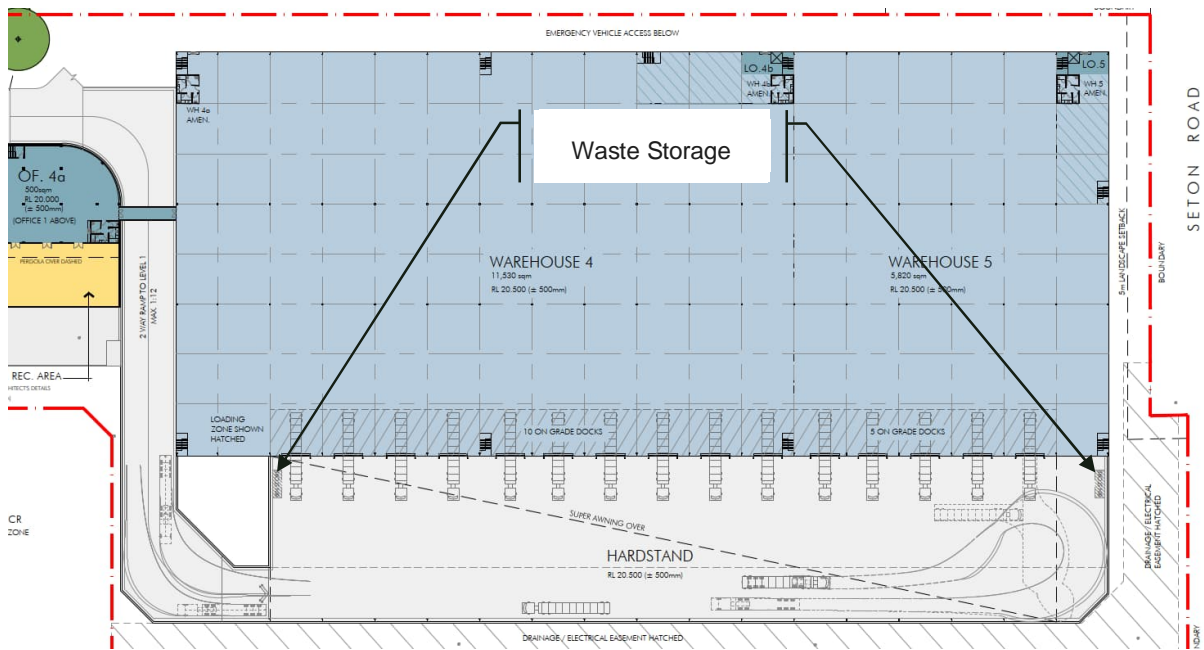 BOUNDARY
EMERGENCY VEHICLE ACCESS BELOW
LO.4b
WH 4b
AMEN.
LO.5
WH 5
AMEN.
WH 4a
AMEN.
Waste Storage
SETON ROAD
OF. 4a
500sqm
RL 20.000
(± 500mm)
(OFFICE 1 ABOVE)
PERGOLA OVER DASHED
2 WAY RAMP TO LEVEL 1
MAX. 1:12
WAREHOUSE 4
11,530 sqm
RL 20.500 (± 500mm)
WAREHOUSE 5
5,820 sqm
RL 20.500 (± 500mm)
5m LANDSCAPE SETBACK
BOUNDARY
REC. AREA
HITECTS DETAILS
LOADING
ZONE SHOWN
HATCHED
10 ON GRADE DOCKS
5 ON GRADE DOCKS
SUPER AWNING OVER
CR
ZONE
HARDSTAND
RL 20.500 (± 500mm)
DRAINAGE / ELECTRICAL
EASEMENT HATCHED
DRAINAGE / ELECTRICAL EASEMENT HATCHED
NDARY